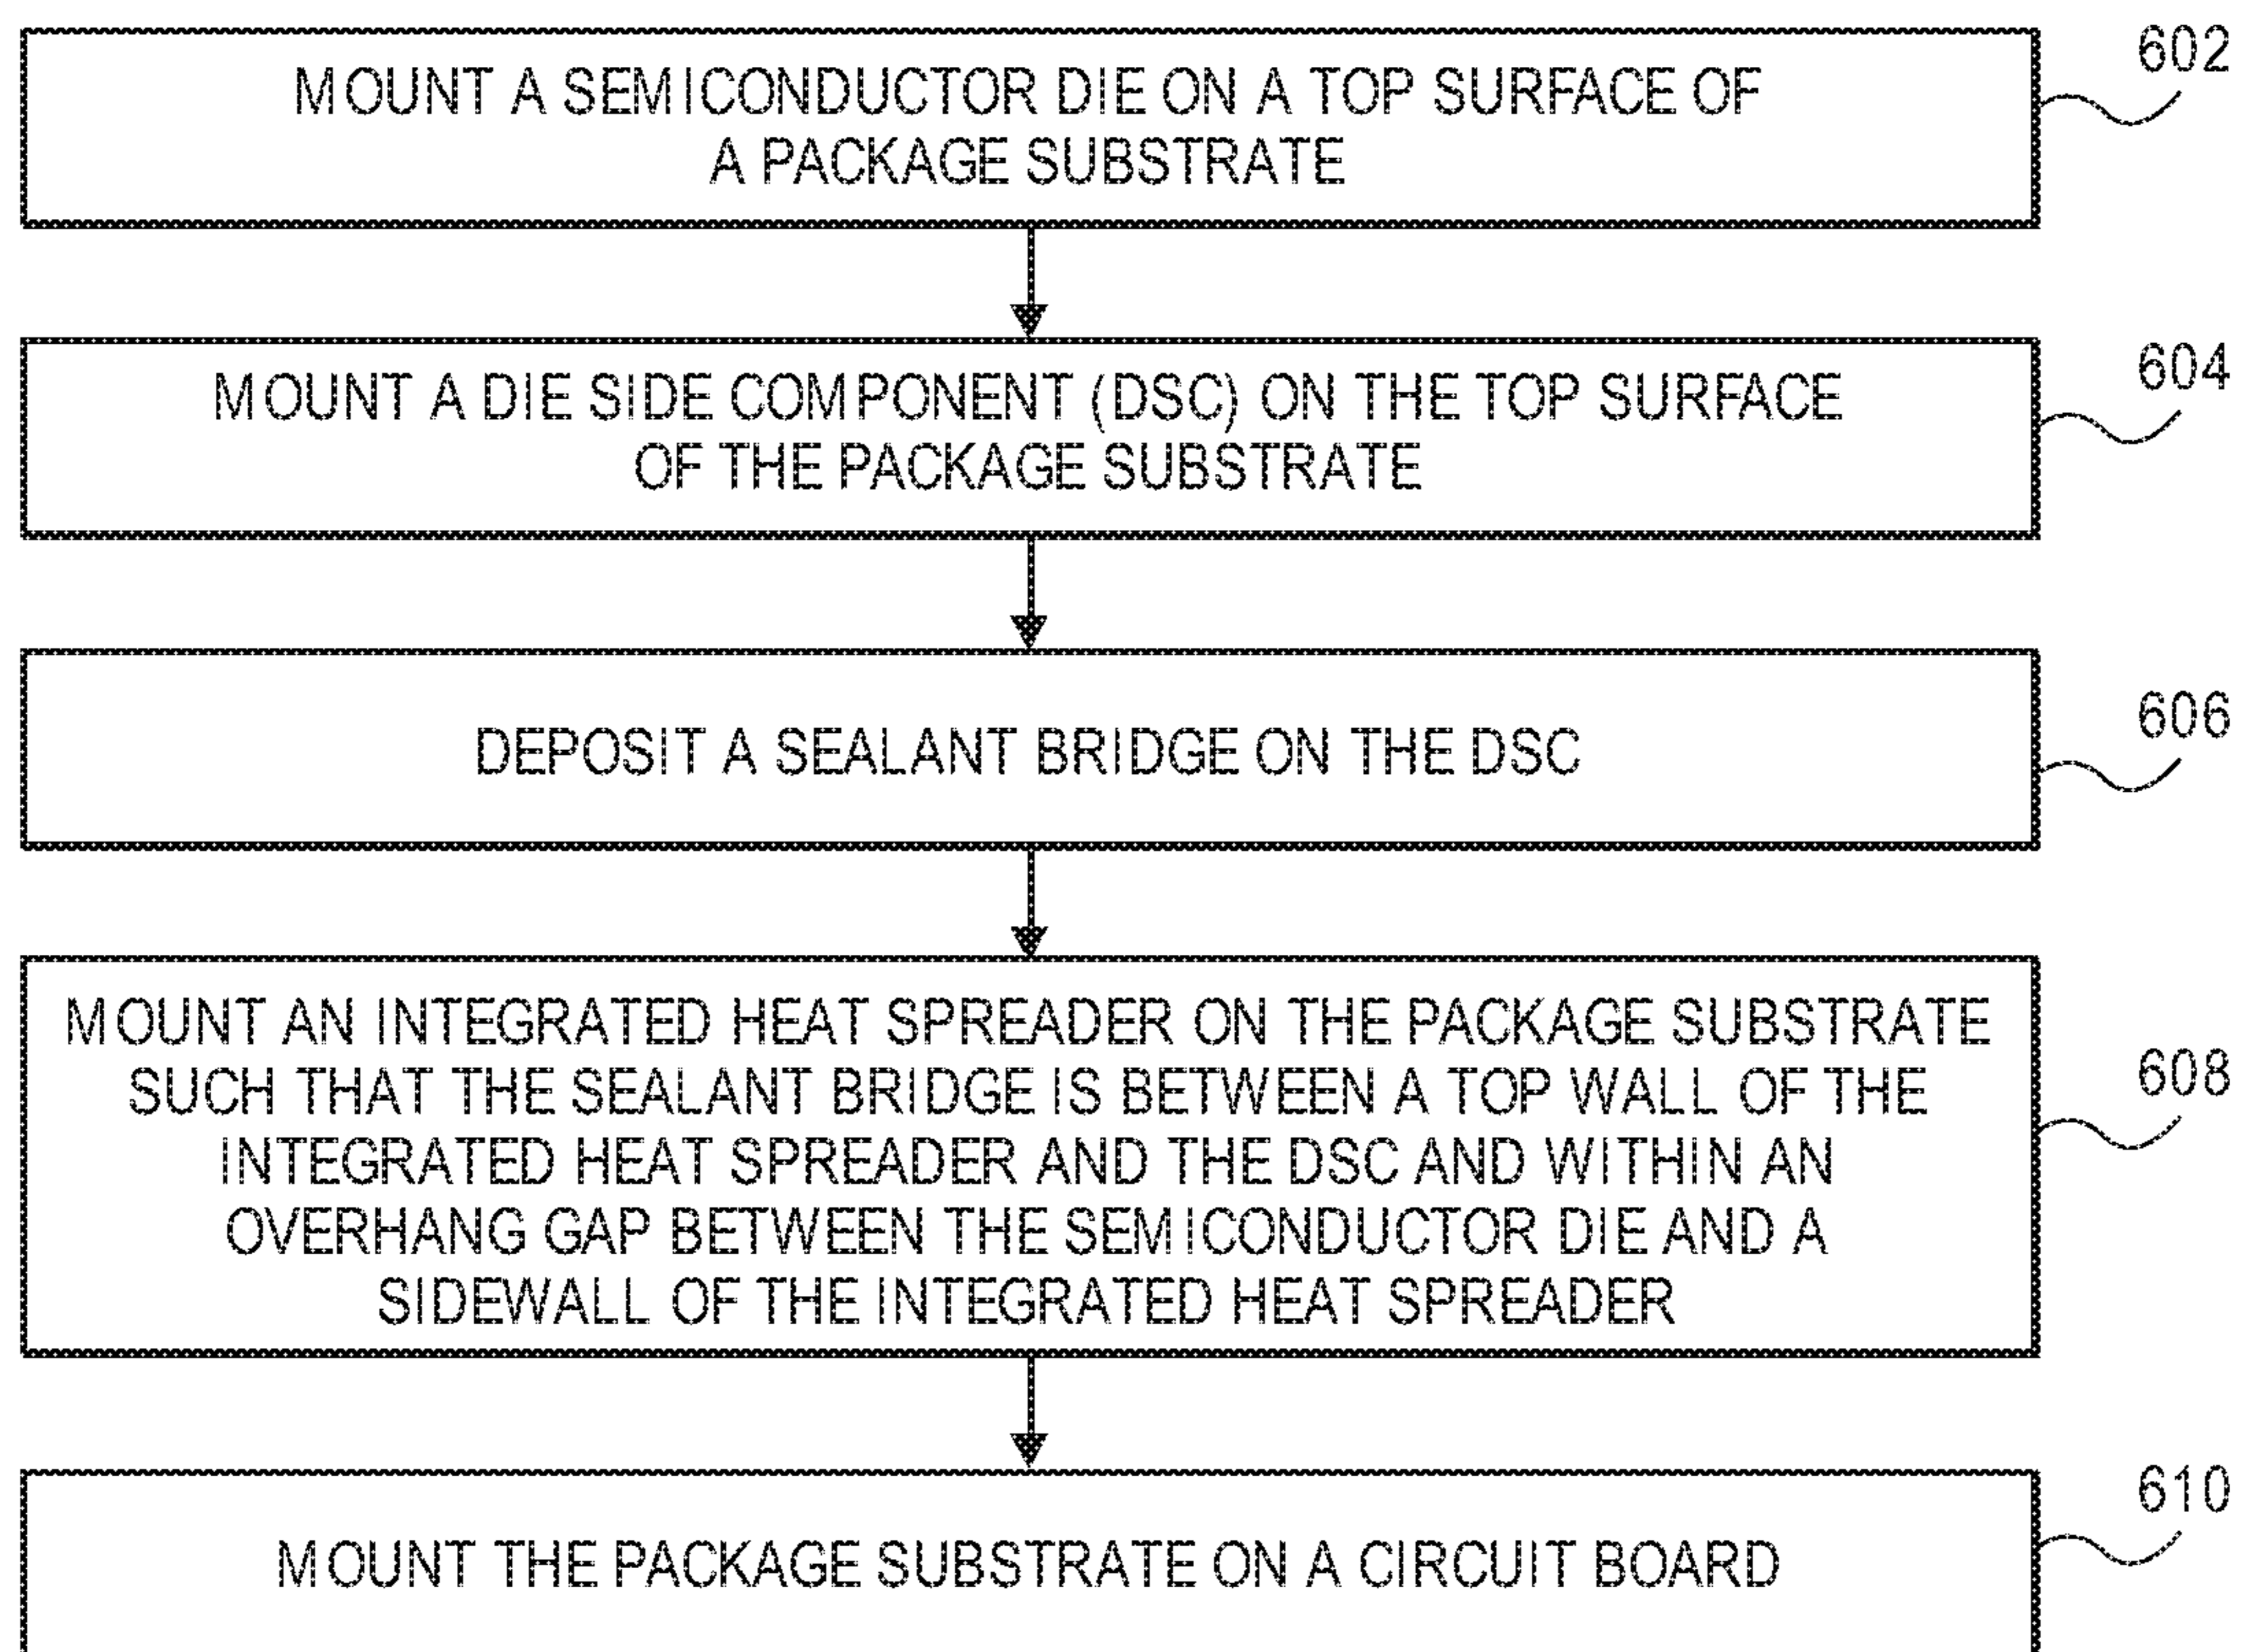 MOUNT A SEMICONDUCTOR DIE ON A TOP SURFACE OF
A PACKAGE SUBSTRATE
602
MOUNT A DIE SIDE COMPONENT (DSC) ON THE TOP SURFACE
OF THE PACKAGE SUBSTRATE
604
DEPOSIT A SEALANT BRIDGE ON THE DSC
606
MOUNT AN INTEGRATED HEAT SPREADER ON THE PACKAGE SUBSTRATE
SUCH THAT THE SEALANT BRIDGE IS BETWEEN A TOP WALL OF THE
INTEGRATED HEAT SPREADER AND THE DSC AND WITHIN AN
OVERHANG GAP BETWEEN THE SEMICONDUCTOR DIE AND A
SIDEWALL OF THE INTEGRATED HEAT SPREADER
608
MOUNT THE PACKAGE SUBSTRATE ON A CIRCUIT BOARD
610